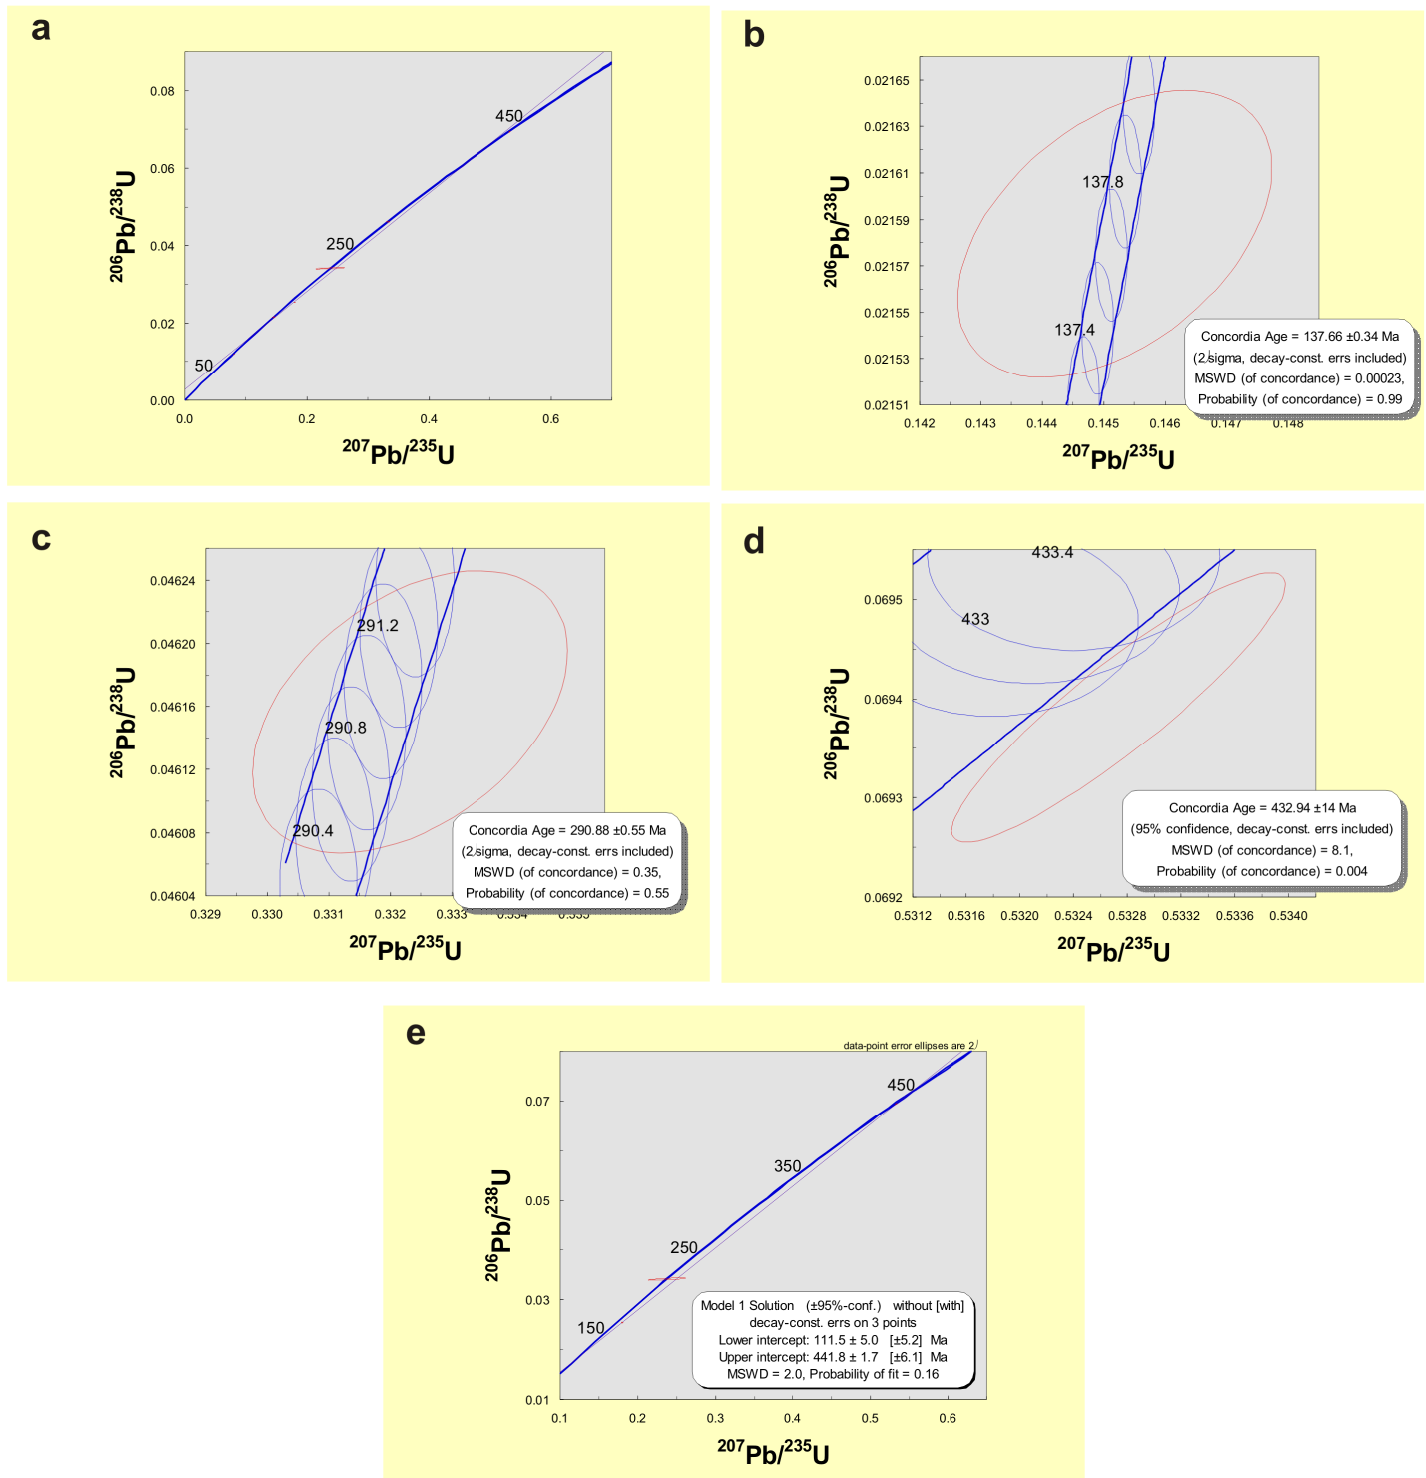 a
0.08
0.06
0.04
0.02
0.00
450
250
50
0.0
0.2
0.4
0.6
206Pb/238U
207Pb/235U
b
0.02165
0.02163
0.02161
0.02159
0.02157
0.02155
0.02153
0.02151
137.8
137.4
0.142
0.143
0.144
0.145
0.146
0.147
0.148
206Pb/238U
207Pb/235U
Concordia Age = 137.66 ±0.34 Ma
(2 sigma, decay-const. errs included)
MSWD (of concordance) = 0.00023,
Probability (of concordance) = 0.99
c
0.04624
0.04620
0.04616
0.04612
0.04608
0.04604
291.2
290.8
290.4
0.329
0.330
0.331
0.332
0.333
0.334
0.335
206Pb/238U
207Pb/235U
Concordia Age = 290.88 ±0.55 Ma
(2 sigma, decay-const. errs included)
MSWD (of concordance) = 0.35,
Probability (of concordance) = 0.55
d
0.0695
0.0694
0.0693
0.0692
433.4
433
0.5312
0.5316
0.5320
0.5324
0.5328
0.5332
0.5336
0.5340
206Pb/238U
207Pb/235U
Concordia Age = 432.94 ±14 Ma
(95% confidence, decay-const. errs included)
MSWD (of concordance) = 8.1,
Probability (of concordance) = 0.004
e
data-point error ellipses are 2
0.07
0.05
0.03
0.01
450
350
250
150
0.1
0.2
0.3
0.4
0.5
0.6
206Pb/238U
207Pb/235U
Model 1 Solution (±95%-conf.) without [with]
decay-const. errs on 3 points
Lower intercept: 111.5 ± 5.0 [±5.2] Ma
Upper intercept: 441.8 ± 1.7 [±6.1] Ma
MSWD = 2.0, Probability of fit = 0.16